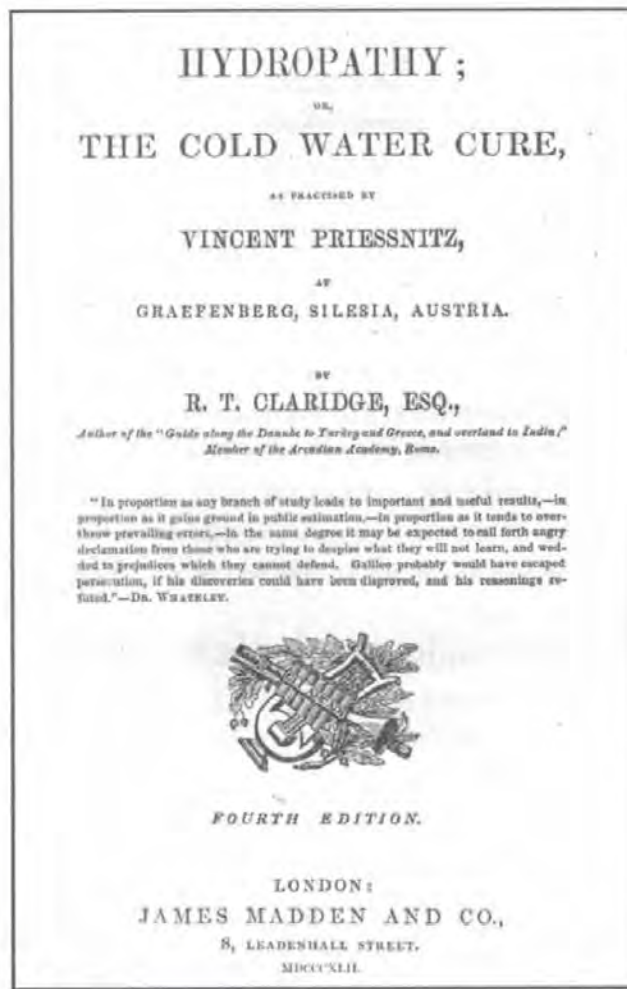 HYDROPATHY;
OR,
THE COLD WATER CURE,
AS PRACTISED BY
VINCENT PRIESSNITZ,
AT
GRAEFENBERG, SILESIA, AUSTRIA.
BY
R. T. CLARIDGE, ESQ.,
Author of the "Guide along the Danube to Turkey and Greece, and overland to India;"
Member of the Arcadian Academy, Rome.
"In proportion as any branch of study leads to important and useful results,—in
proportion as it gains ground in public estimation,—in proportion as it tends to over-
throw prevailing errors,—in the same degree it may be expected to call forth angry
declamation from those who are trying to despise what they will not learn, and wed-
ded to prejudices which they cannot defend. Galileo probably would have escaped
persecution, if his discoveries could have been disproved, and his reasonings re-
futed."—DR. WHATELEY.
FOURTH EDITION.
LONDON:
JAMES MADDEN AND CO.,
8, LEADENHALL STREET.
MDCCCXLII.